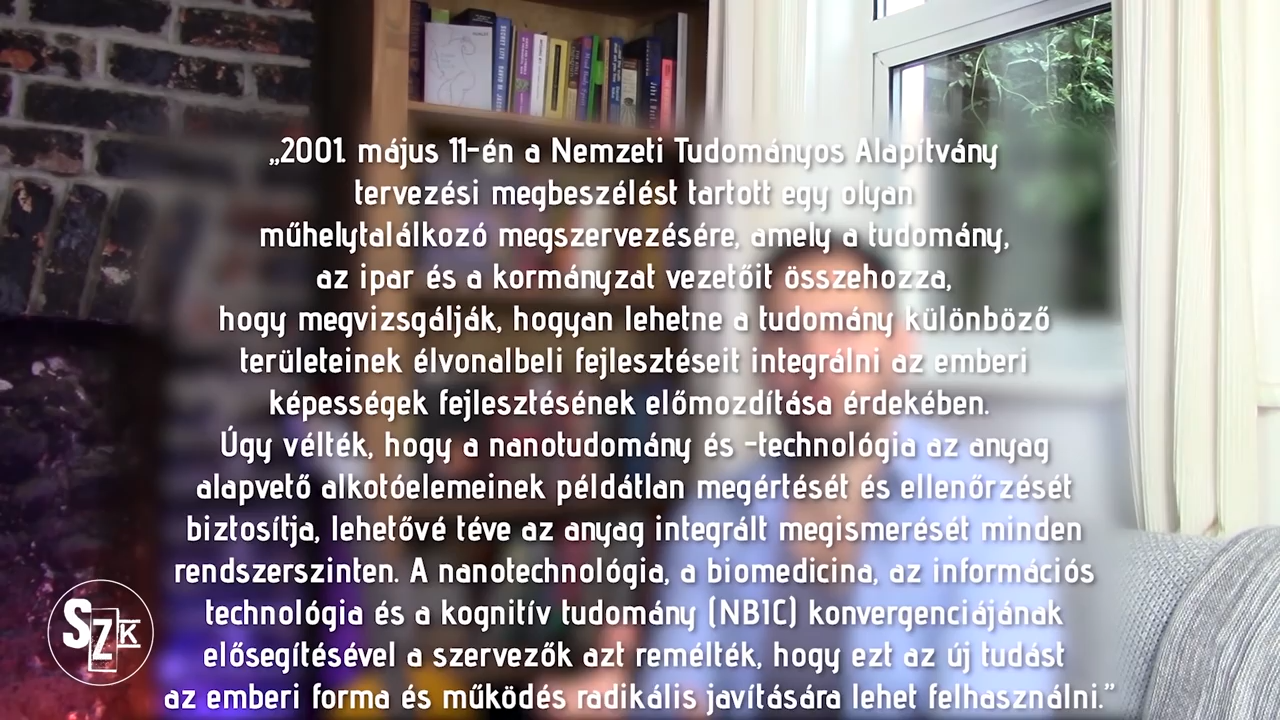 „2001. május 11-én a Nemzeti Tudományos Alapítvány
tervezési megbeszélést tartott egy olyan
műhelytalálkozó megszervezésére, amely a tudomány,
az ipar és a kormányzat vezetőit összehozza,
hogy megvizsgálják, hogyan lehetne a tudomány különböző
területeinek élvonalbeli fejlesztéseit integrálni az emberi
képességek fejlesztésének előmozdítása érdekében.
Úgy vélték, hogy a nanotudomány és -technológia az anyag
alapvető alkotóelemeinek példátlan megértését és ellenőrzését
biztosítja, lehetővé téve az anyag integrált megismerését minden
rendszerszinten. A nanotechnológia, a biomedicina, az információs
technológia és a kognitív tudomány (NBIC) konvergenciájának
elősegítésével a szervezők azt remélték, hogy ezt az új tudást
az emberi forma és működés radikális javítására lehet felhasználni.”
SZK